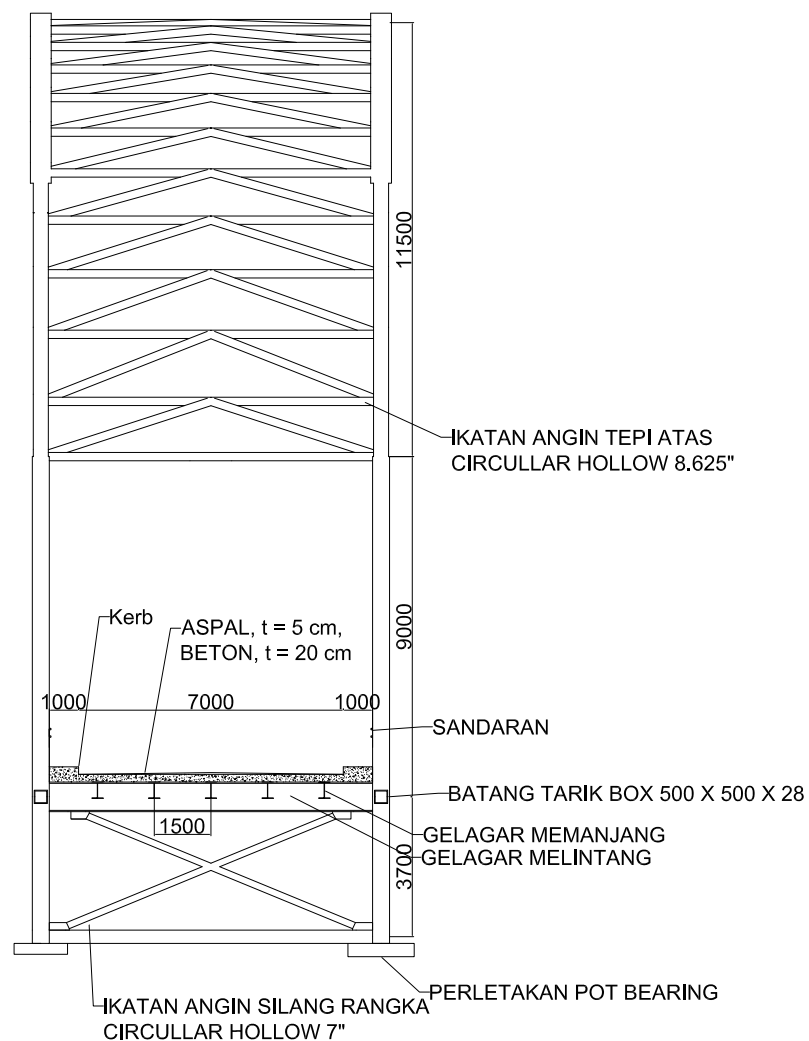 11500
IKATAN ANGIN TEPI ATAS
CIRCULLAR HOLLOW 8.625"
Kerb
ASPAL, t = 5 cm,
BETON, t = 20 cm
9000
1000 7000 1000
SANDARAN
BATANG TARIK BOX 500 X 500 X 28
1500
GELAGAR MEMANJANG
GELAGAR MELINTANG
3700
PERLETAKAN POT BEARING
IKATAN ANGIN SILANG RANGKA
CIRCULLAR HOLLOW 7"